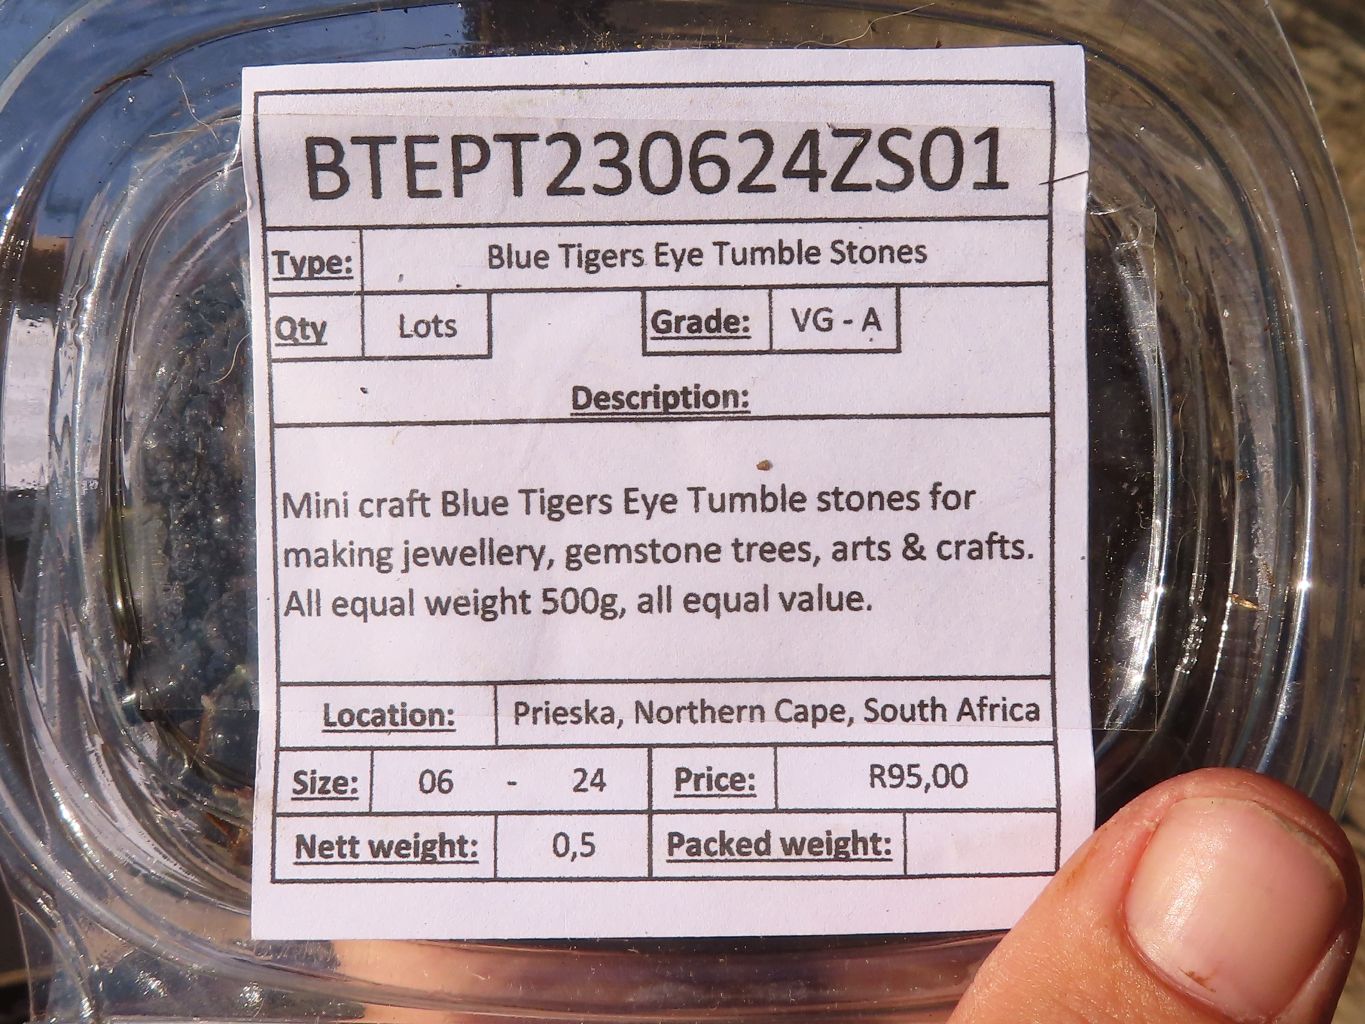 BTEPT230624ZS01
Type: Blue Tigers Eye Tumble Stones
Qty Lots Grade: VG - A
Description:
Mini craft Blue Tigers Eye Tumble stones for
making jewellery, gemstone trees, arts & crafts.
All equal weight 500g, all equal value.
Location: Prieska, Northern Cape, South Africa
Size: 06 - 24 Price: R95,00
Nett weight: 0,5 Packed weight: